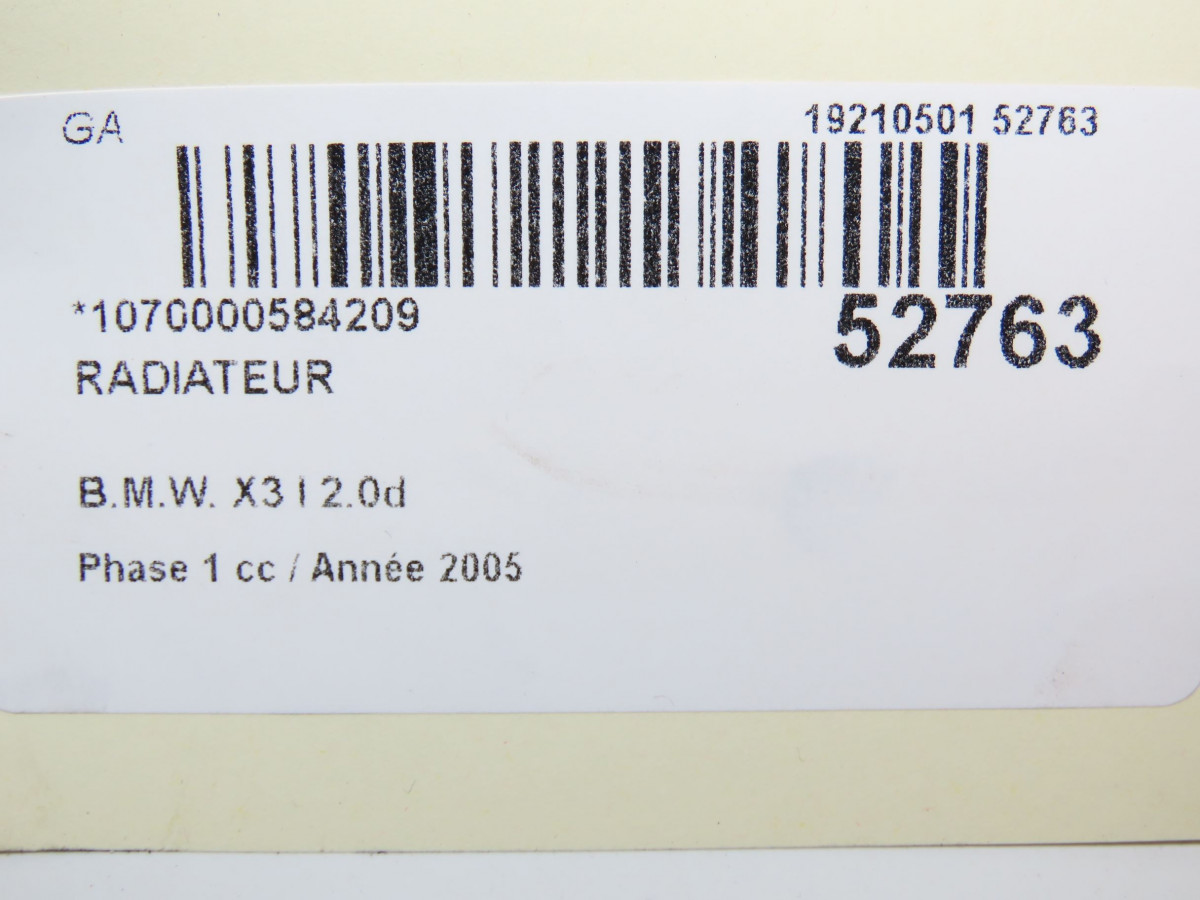 GA
19210501 52763
*1070000584209
52763
RADIATEUR
B.M.W. X3 I 2.0d
Phase 1 cc / Année 2005